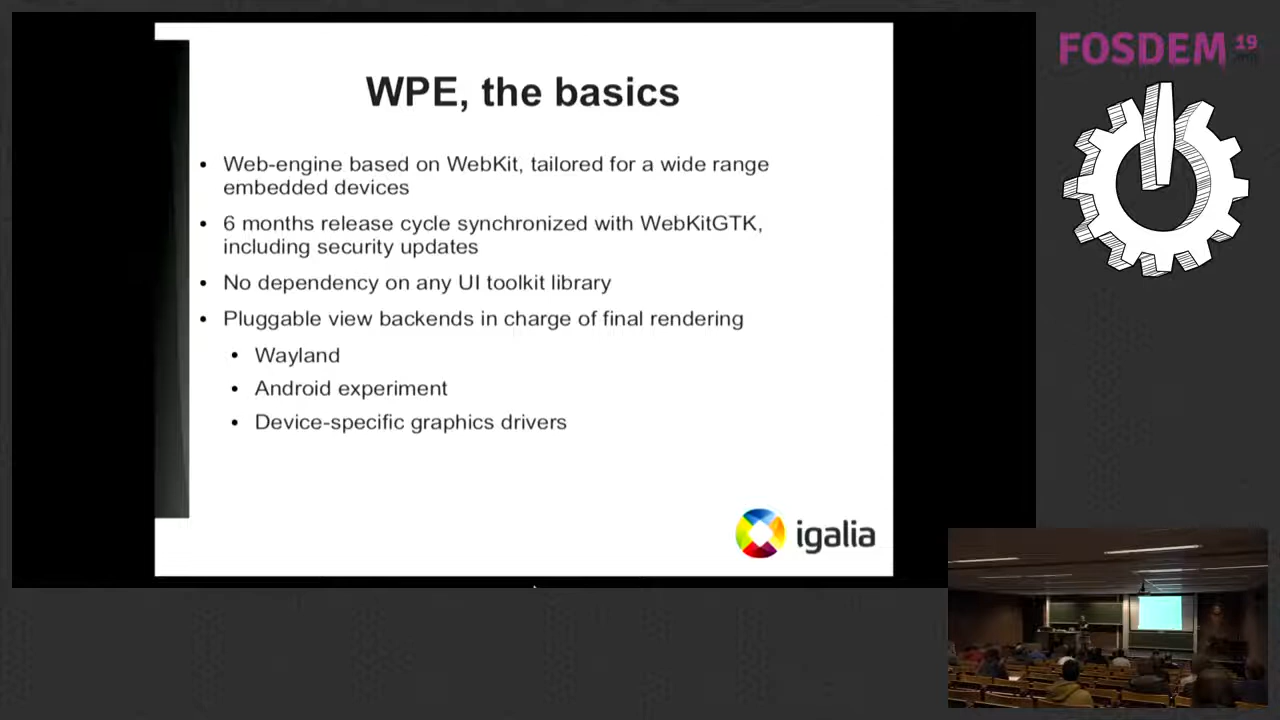 WPE, the basics
• Web-engine based on WebKit, tailored for a wide range
embedded devices
• 6 months release cycle synchronized with WebKitGTK,
including security updates
• No dependency on any UI toolkit library
• Pluggable view backends in charge of final rendering
• Wayland
• Android experiment
• Device-specific graphics drivers
igalia
FOSDEM 19